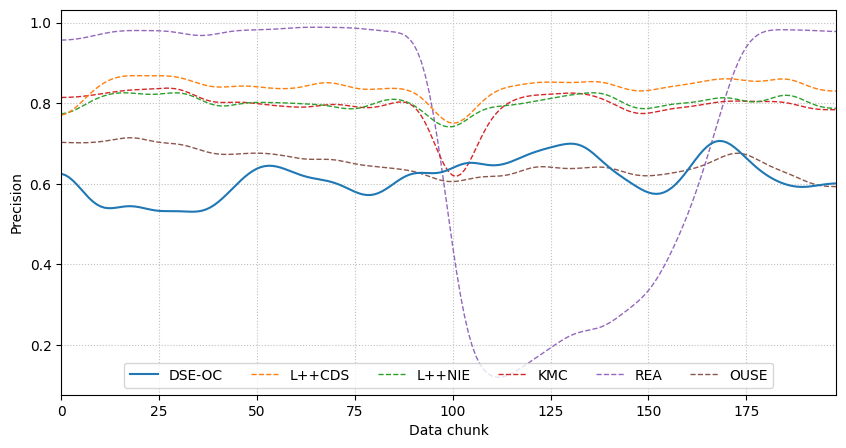 1.0
0.8
0.6
0.4
0.2
Precision
DSE-OC L++CDS L++NIE KMC REA OUSE
0 25 50 75 100 125 150 175
Data chunk